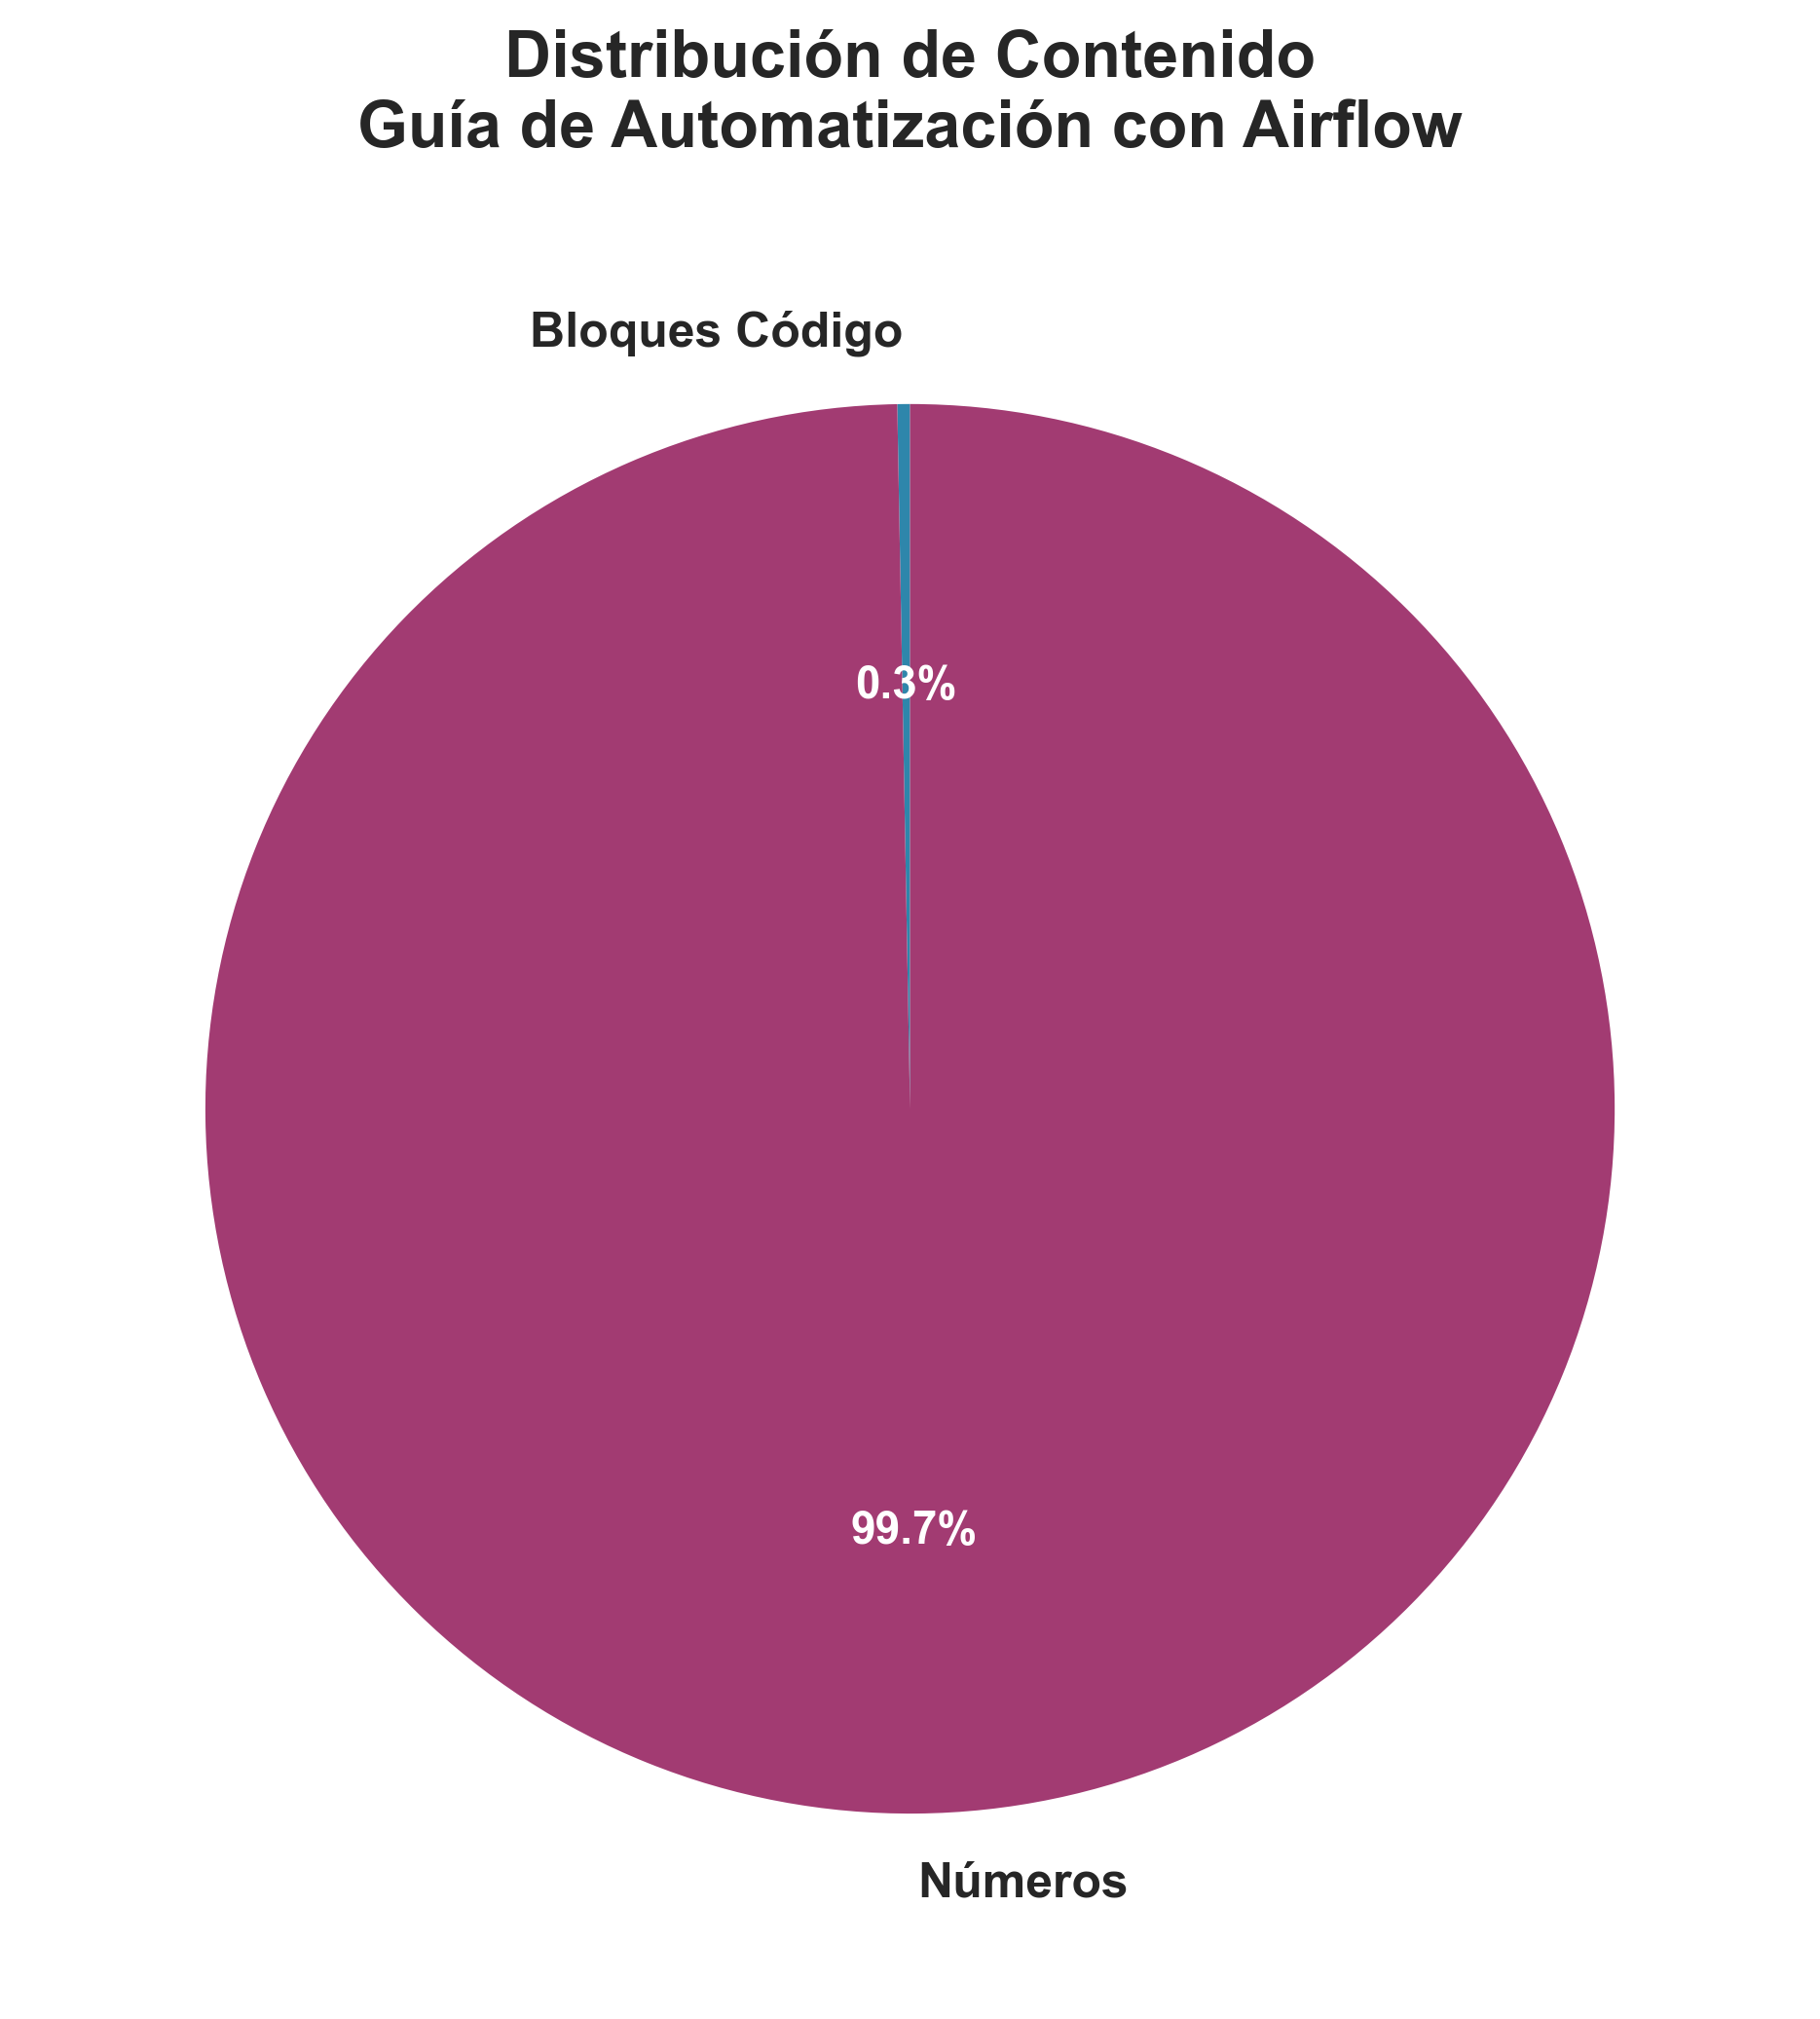 Distribución de Contenido
Guía de Automatización con Airflow
Bloques Código
0.3%
99.7%
Números